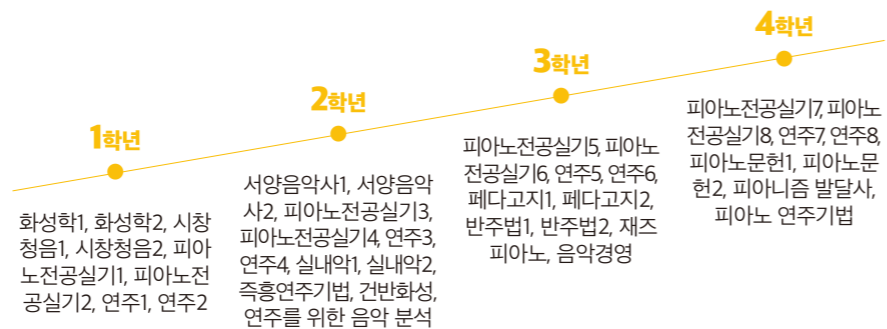 1학년
화성학1, 화성학2, 시창
청음1, 시창청음2, 피아
노전공실기1, 피아노전
공실기2, 연주1, 연주2
2학년
서양음악사1, 서양음악
사2, 피아노전공실기3,
피아노전공실기4, 연주3,
연주4, 실내악1, 실내악2,
즉흥연주기법, 건반화성,
연주를 위한 음악 분석
3학년
피아노전공실기5, 피아노
전공실기6, 연주5, 연주6,
페다고지1, 페다고지2,
반주법1, 반주법2, 재즈
피아노, 음악경영
4학년
피아노전공실기7, 피아노
전공실기8, 연주7, 연주8,
피아노문헌1, 피아노문
헌2, 피아니즘 발달사,
피아노 연주기법